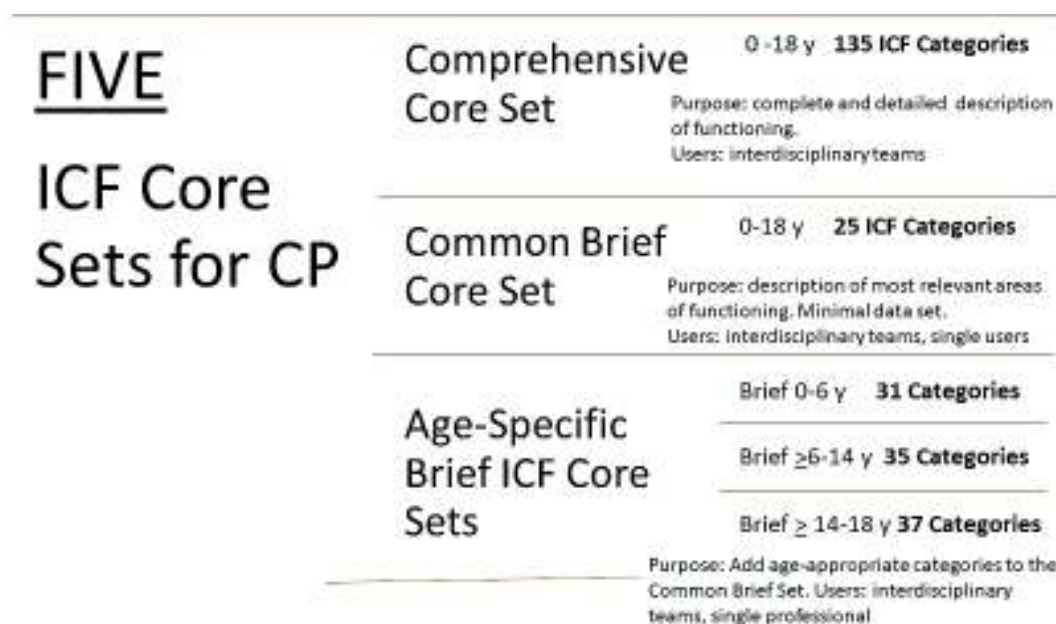 FIVE
ICF Core
Sets for CP
Comprehensive
Core Set
0 -18 y 135 ICF Categories
Purpose: complete and detailed description
of functioning.
Users: interdisciplinary teams
Common Brief
Core Set
0-18 y 25 ICF Categories
Purpose: description of most relevant areas
of functioning. Minimal data set.
Users: interdisciplinary teams, single users
Age-Specific
Brief ICF Core
Sets
Brief 0-6 y 31 Categories
Brief ≥6-14 y 35 Categories
Brief ≥ 14-18 y 37 Categories
Purpose: Add age-appropriate categories to the
Common Brief Set. Users: interdisciplinary
teams, single professional